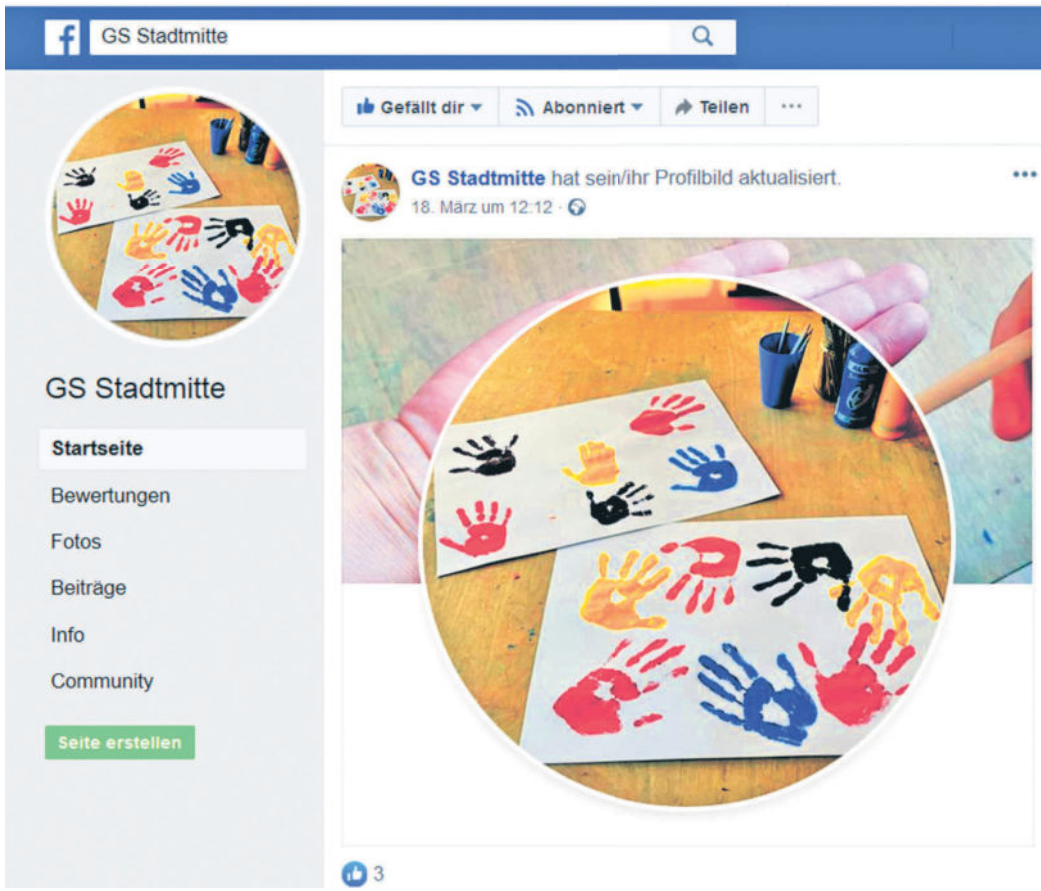 f GS Stadtmitte
Gefällt dir Abonniert Teilen ...
GS Stadtmitte hat sein/ihr Profilbild aktualisiert. ...
18. März um 12:12 ·
GS Stadtmitte
Startseite
Bewertungen
Fotos
Beiträge
Info
Community
Seite erstellen
3